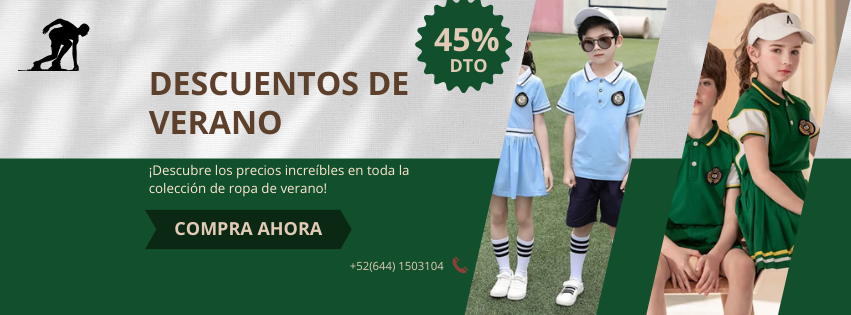 45%
DTO
DESCUENTOS DE
VERANO
¡Descubre los precios increíbles en toda la
colección de ropa de verano!
COMPRA AHORA
+52(644) 1503104
A